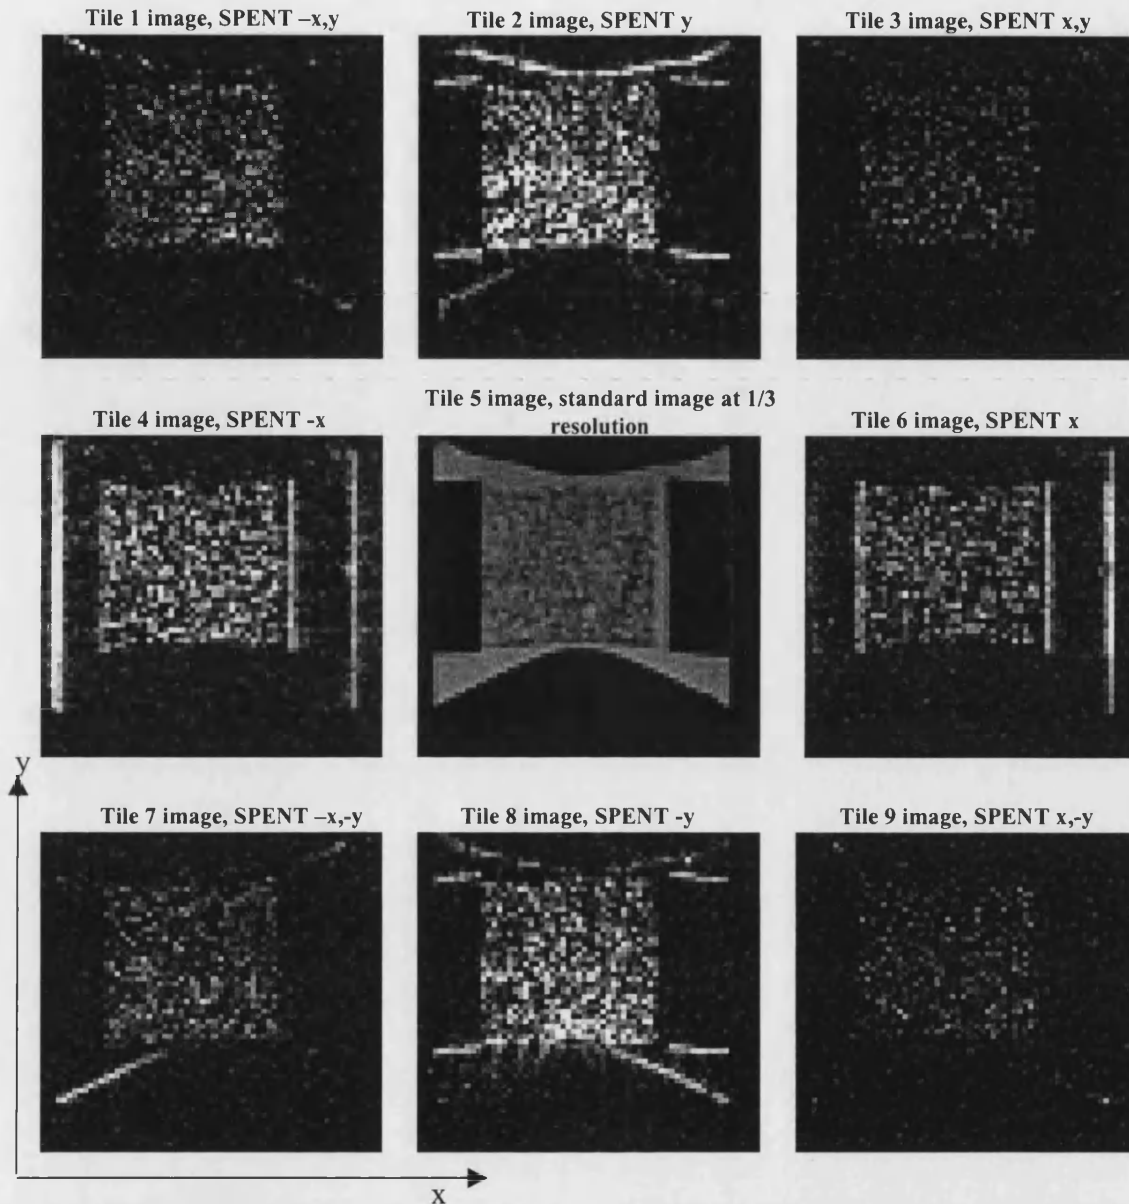 Tile 1 image, SPENT –x,y
Tile 2 image, SPENT y
Tile 3 image, SPENT x,y
Tile 4 image, SPENT -x
Tile 5 image, standard image at 1/3
resolution
Tile 6 image, SPENT x
y
Tile 7 image, SPENT –x,-y
Tile 8 image, SPENT -y
Tile 9 image, SPENT x,-y
x